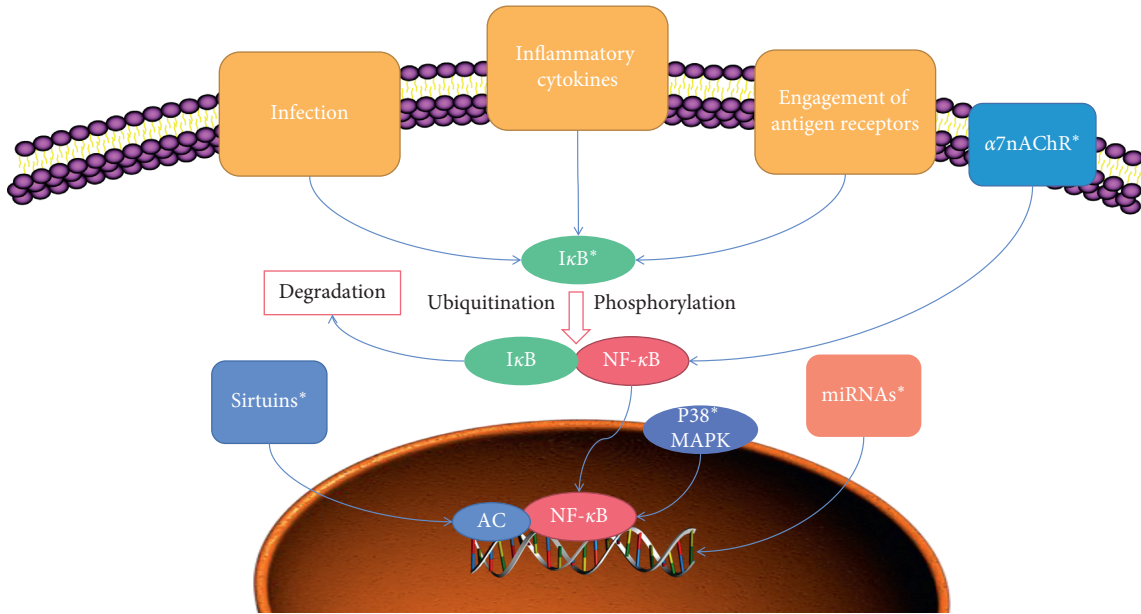 Infection
Inflammatory
cytokines
Engagement of
antigen receptors
α7nAChR*
IκB*
Degradation
Ubiquitination
Phosphorylation
IκB
NF-κB
Sirtuins*
P38*
MAPK
miRNAs*
AC
NF-κB